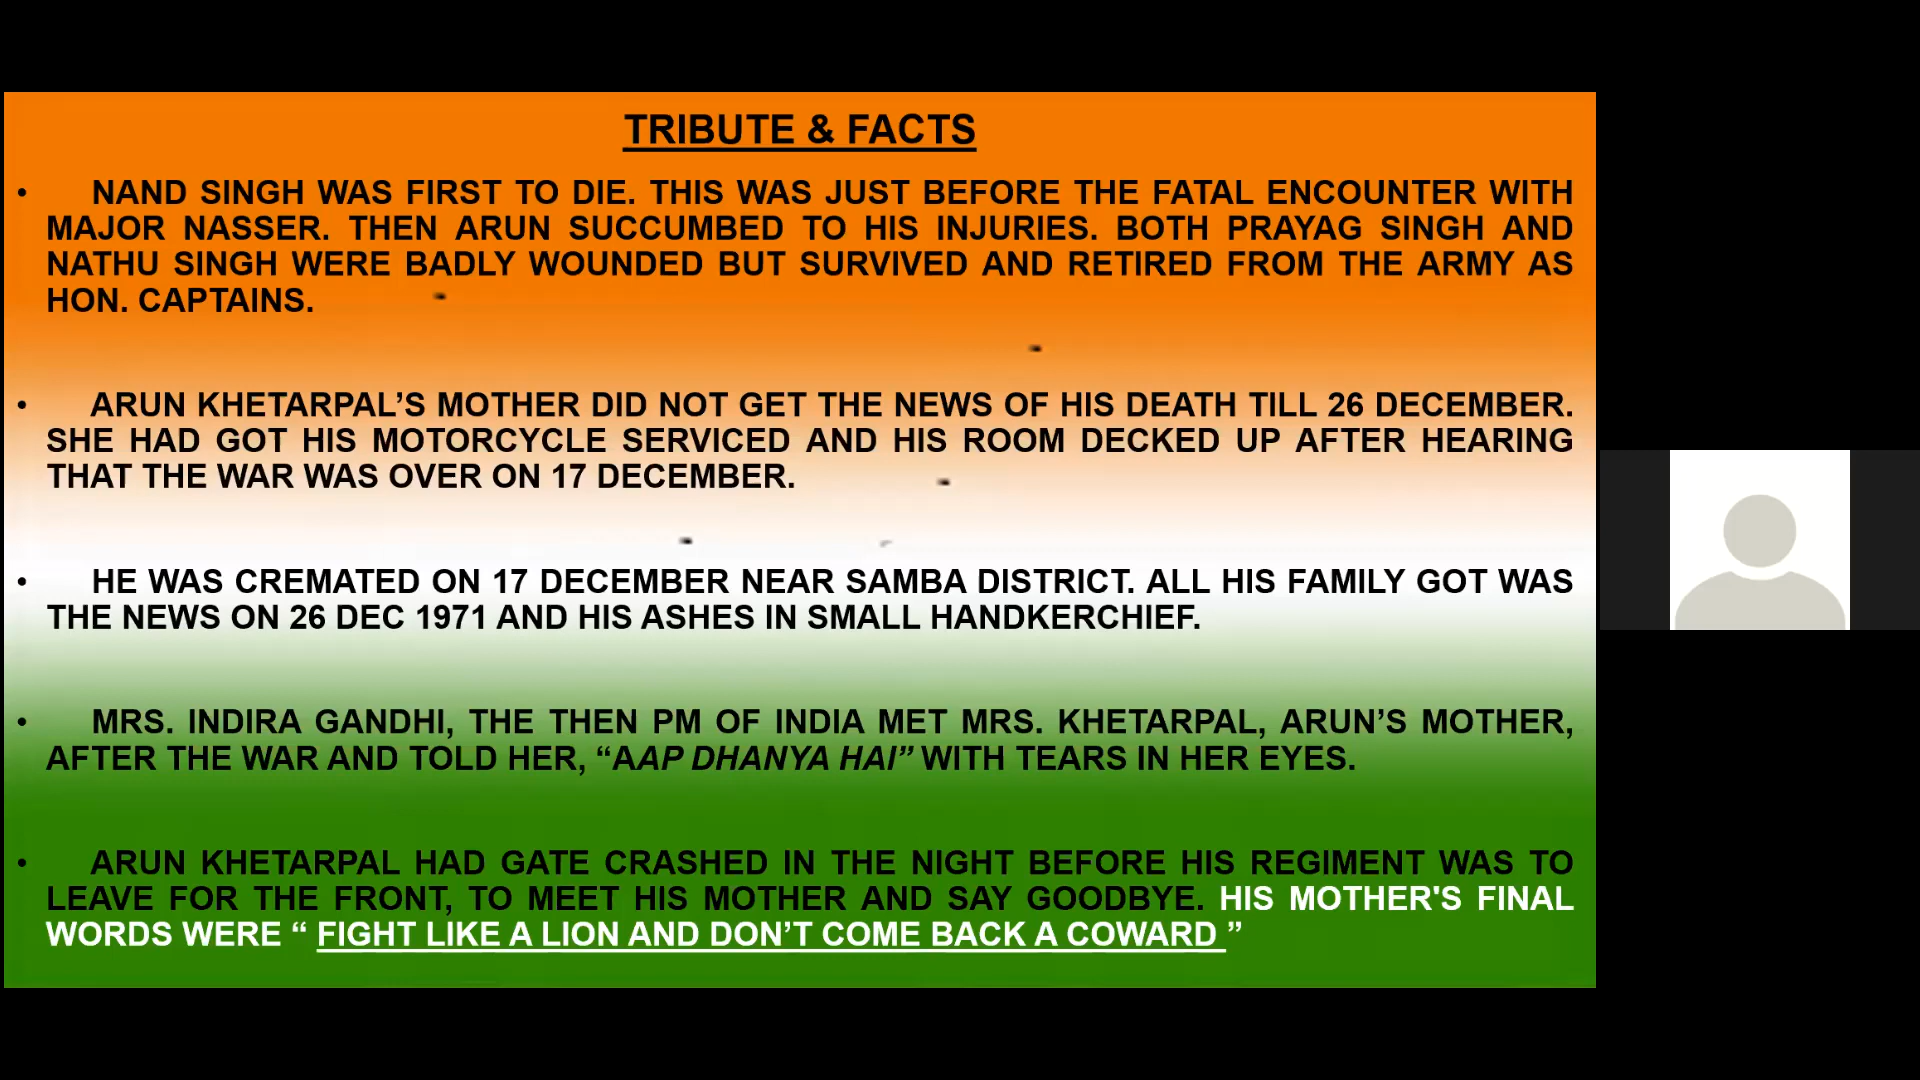 TRIBUTE & FACTS
• NAND SINGH WAS FIRST TO DIE. THIS WAS JUST BEFORE THE FATAL ENCOUNTER WITH
MAJOR NASSER. THEN ARUN SUCCUMBED TO HIS INJURIES. BOTH PRAYAG SINGH AND
NATHU SINGH WERE BADLY WOUNDED BUT SURVIVED AND RETIRED FROM THE ARMY AS
HON. CAPTAINS.
• ARUN KHETARPAL’S MOTHER DID NOT GET THE NEWS OF HIS DEATH TILL 26 DECEMBER.
SHE HAD GOT HIS MOTORCYCLE SERVICED AND HIS ROOM DECKED UP AFTER HEARING
THAT THE WAR WAS OVER ON 17 DECEMBER.
• HE WAS CREMATED ON 17 DECEMBER NEAR SAMBA DISTRICT. ALL HIS FAMILY GOT WAS
THE NEWS ON 26 DEC 1971 AND HIS ASHES IN SMALL HANDKERCHIEF.
• MRS. INDIRA GANDHI, THE THEN PM OF INDIA MET MRS. KHETARPAL, ARUN’S MOTHER,
AFTER THE WAR AND TOLD HER, “AAP DHANYA HAI” WITH TEARS IN HER EYES.
• ARUN KHETARPAL HAD GATE CRASHED IN THE NIGHT BEFORE HIS REGIMENT WAS TO
LEAVE FOR THE FRONT, TO MEET HIS MOTHER AND SAY GOODBYE. HIS MOTHER'S FINAL
WORDS WERE “ FIGHT LIKE A LION AND DON’T COME BACK A COWARD ”